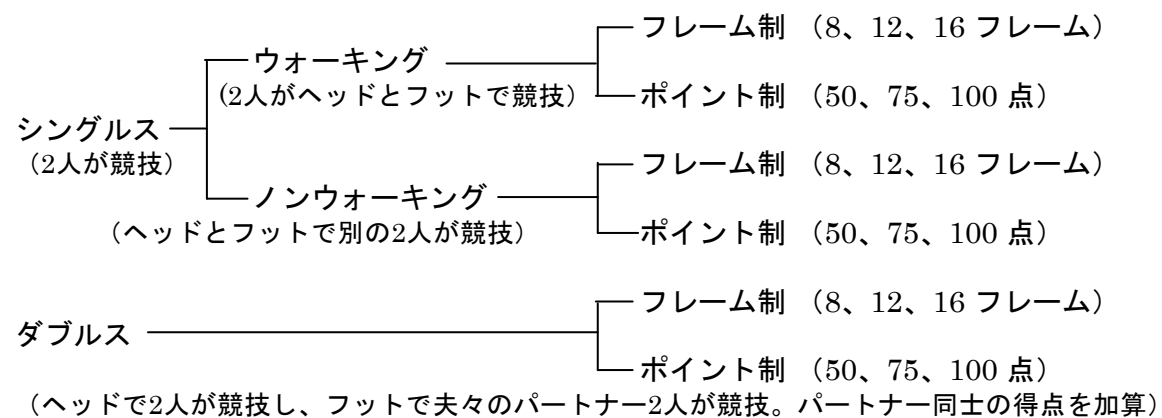 フレーム制 （8、12、16 フレーム）
ウォーキング
(2人がヘッドとフットで競技）
ポイント制 （50、75、100 点）
シングルス
（2人が競技）
フレーム制 （8、12、16 フレーム）
ノンウォーキング
（ヘッドとフットで別の2人が競技）
ポイント制 （50、75、100 点）
フレーム制 （8、12、16 フレーム）
ダブルス
ポイント制 （50、75、100 点）
（ヘッドで2人が競技し、フットで夫々のパートナー2人が競技。パートナー同士の得点を加算）